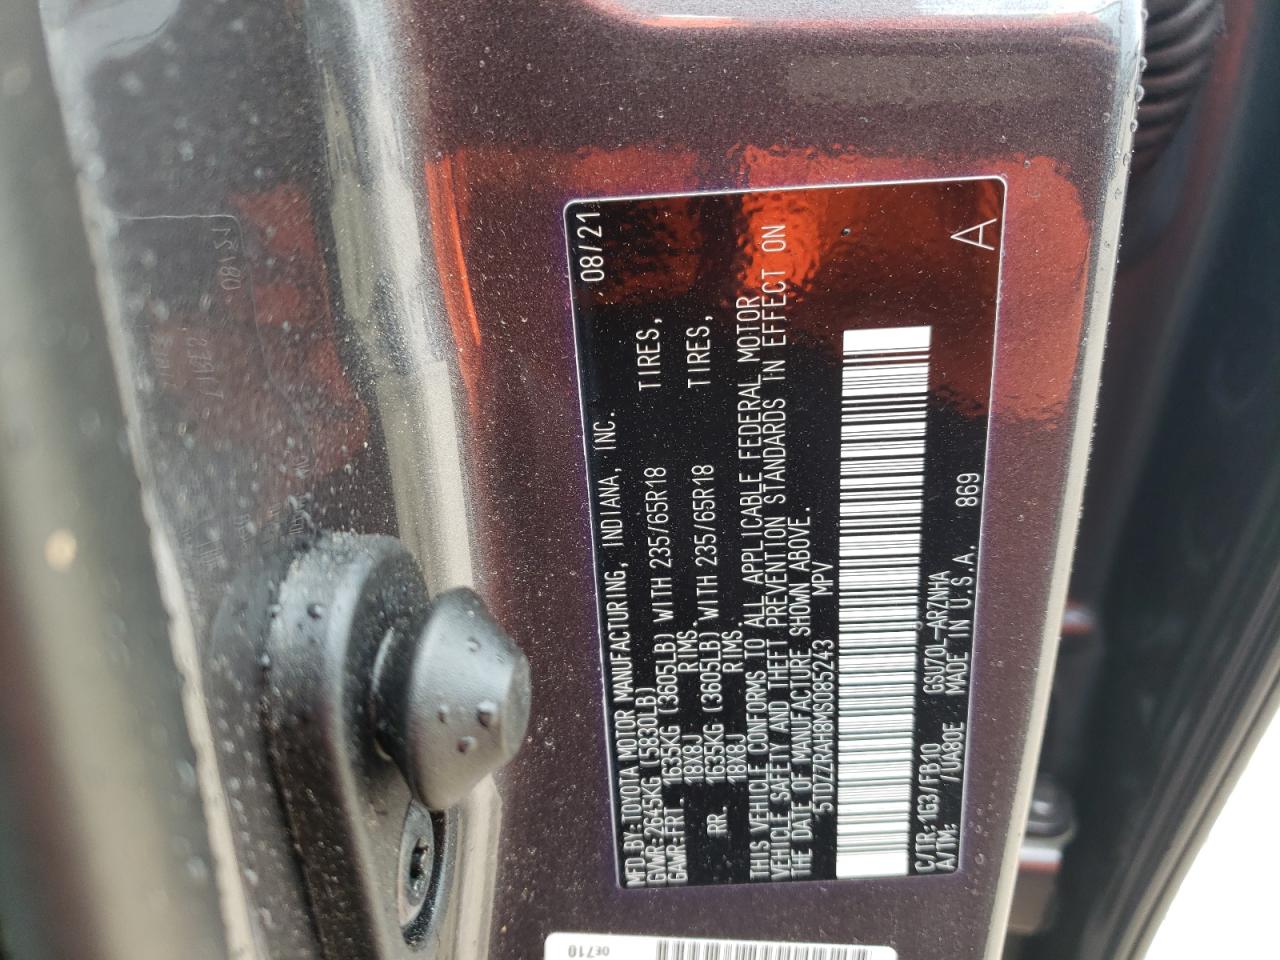 MFD.BY:TOYOTA MOTOR MANUFACTURING, INDIANA, INC. 08/21
GVWR:2645KG (5830LB)
GAWR:FRT. 1635KG (3605LB) WITH 235/65R18 TIRES,
18X8J RIMS,
RR. 1635KG (3605LB) WITH 235/65R18 TIRES,
18X8J RIMS,
THIS VEHICLE CONFORMS TO ALL APPLICABLE FEDERAL MOTOR
VEHICLE SAFETY AND THEFT PREVENTION STANDARDS IN EFFECT ON
THE DATE OF MANUFACTURE SHOWN ABOVE.
5TDZZRAH8MS085243 MPV
C/TR:1G3/FB10 GSU70L-ARZNHA
A/TM: /UA80E MADE IN U.S.A. 869 A
0E710